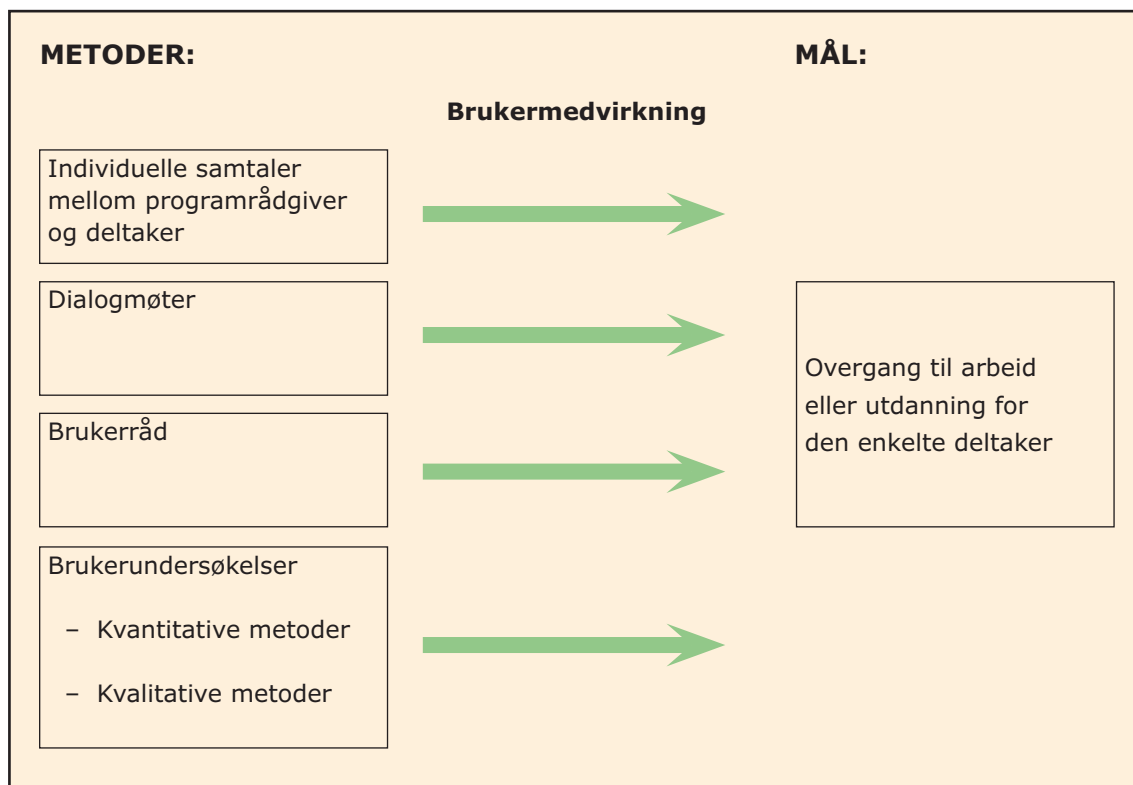 METODER:
MÅL:
Brukermedvirkning
Individuelle samtaler
mellom programrådgiver
og deltaker
Dialogmøter
Brukerråd
Brukerundersøkelser
– Kvantitative metoder
– Kvalitative metoder
Overgang til arbeid
eller utdanning for
den enkelte deltaker